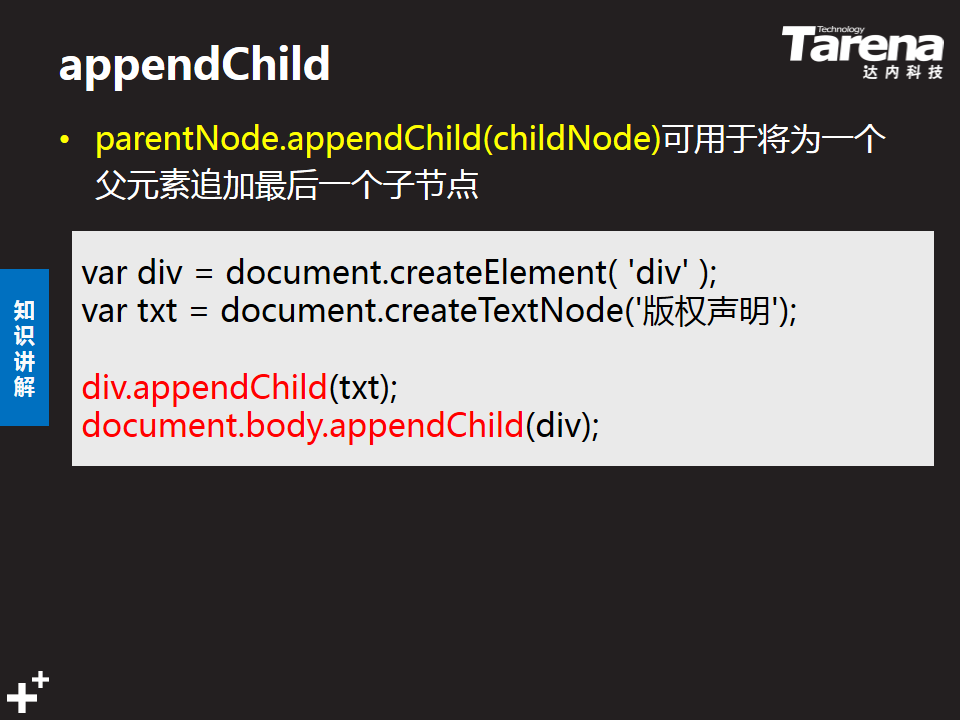 appendChild
Technology
Tarena
达内科技
• parentNode.appendChild(childNode)可用于将为一个
父元素追加最后一个子节点
var div = document.createElement( 'div' );
var txt = document.createTextNode('版权声明');
div.appendChild(txt);
document.body.appendChild(div);
知识讲解